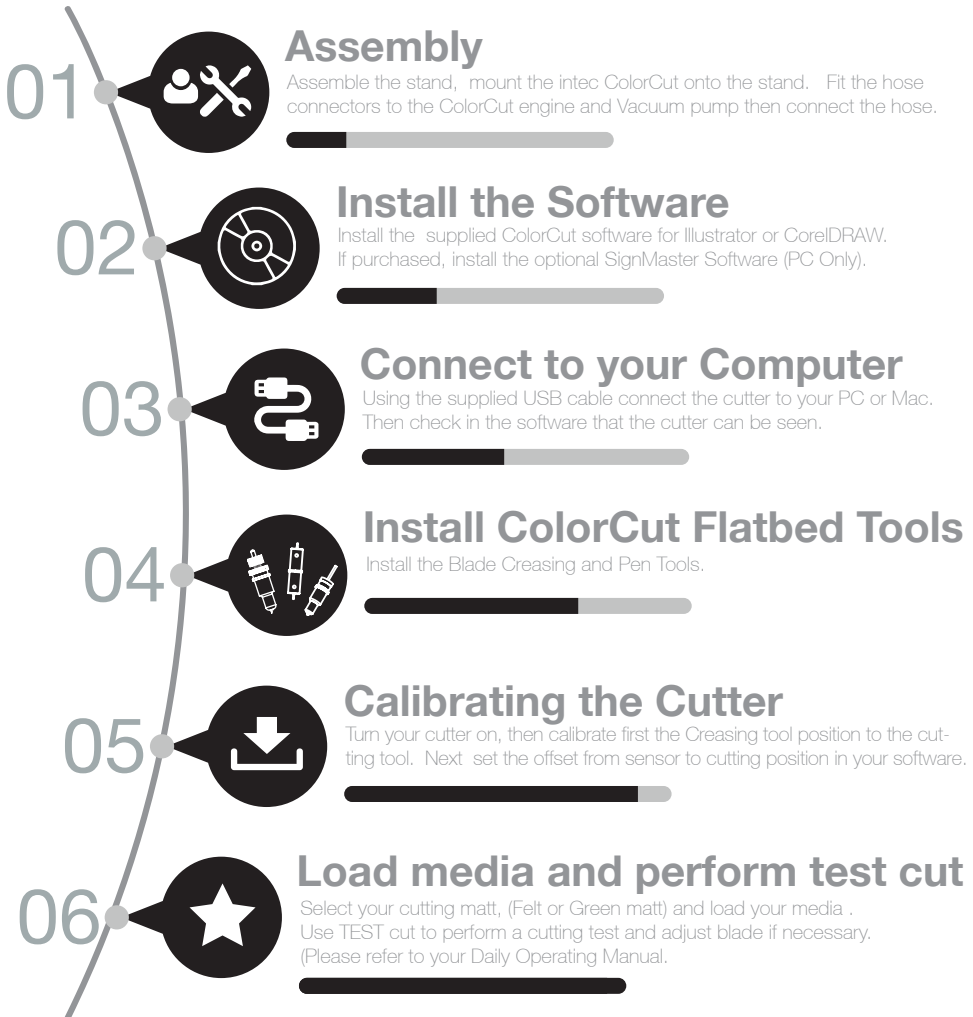 01
Assembly
Assemble the stand, mount the intec ColorCut onto the stand. Fit the hose
connectors to the ColorCut engine and Vacuum pump then connect the hose.
02
Install the Software
Install the supplied ColorCut software for Illustrator or CorelDRAW.
If purchased, install the optional SignMaster Software (PC Only).
03
Connect to your Computer
Using the supplied USB cable connect the cutter to your PC or Mac.
Then check in the software that the cutter can be seen.
04
Install ColorCut Flatbed Tools
Install the Blade Creasing and Pen Tools.
05
Calibrating the Cutter
Turn your cutter on, then calibrate first the Creasing tool position to the cut-
ting tool. Next set the offset from sensor to cutting position in your software.
06
Load media and perform test cut
Select your cutting matt, (Felt or Green matt) and load your media .
Use TEST cut to perform a cutting test and adjust blade if necessary.
(Please refer to your Daily Operating Manual.